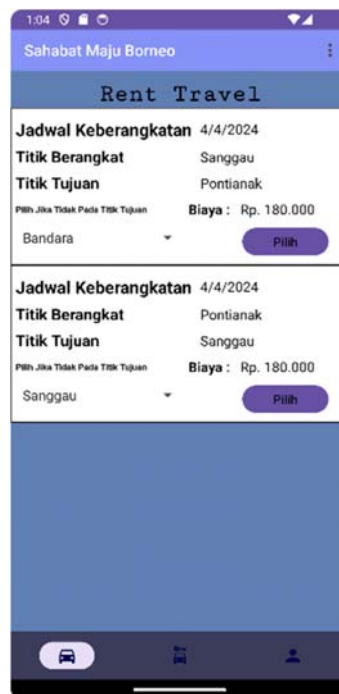 1:04
Sahabat Maju Borneo
Rent Travel
Jadwal Keberangkatan 4/4/2024
Titik Berangkat Sanggau
Titik Tujuan Pontianak
Pilih Jika Tidak Pada Titik Tujuan Biaya : Rp. 180.000
Bandara Pilih
Jadwal Keberangkatan 4/4/2024
Titik Berangkat Pontianak
Titik Tujuan Sanggau
Pilih Jika Tidak Pada Titik Tujuan Biaya : Rp. 180.000
Sanggau Pilih